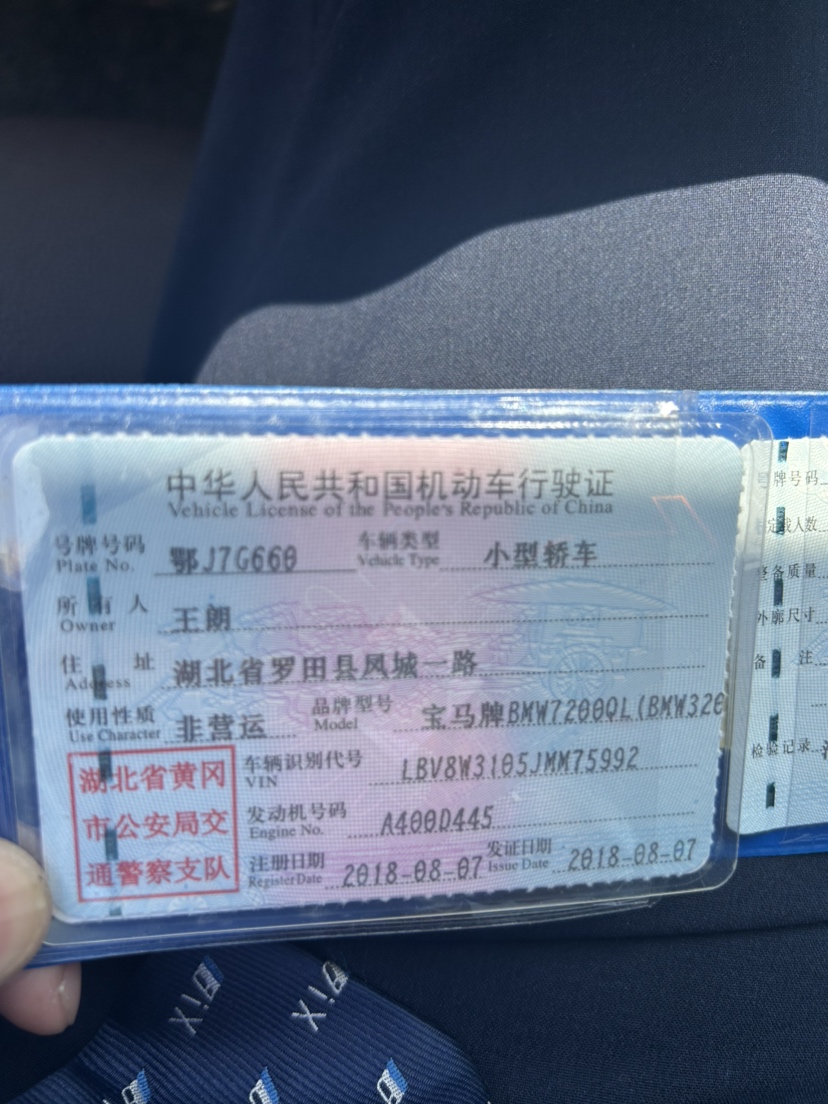 中华人民共和国机动车行驶证
Vehicle License of the People's Republic of China
号牌号码 Plate No. 鄂J7G660 车辆类型 Vehicle Type 小型轿车
所有人 Owner 王朗
住址 Address 湖北省罗田县凤城一路
使用性质 Use Character 非营运 品牌型号 Model 宝马牌BMW7200QL(BMW320
湖北省黄冈
市公安局交
通警察支队
车辆识别代号 VIN LBV8W3105JMM75992
发动机号码 Engine No. A400D445
注册日期 Register Date 2018-08-07 发证日期 Issue Date 2018-08-07
号牌号码
定载人数
整备质量
外廓尺寸
备注
检验记录